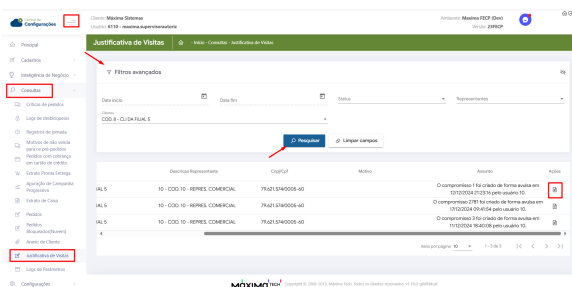 Central de
Configurações
Cliente: Máxima Sistemas
Usuário: 6110 - maxima.supervisorautoriz
Ambiente: Maxima FECP (Dev)
Versão: 23FECP
Principal
Cadastros
Inteligência de Negócio
Consultas
Críticas de pedidos
Logs de desbloqueio
Registros de jornada
Motivos de não venda
para os pré-pedidos
Pedidos com cobrança
em cartão de crédito
Extrato Pronta Entrega
Apuração de Campanha
Progressiva
Extrato de Caixa
Pedidos
Pedidos
Bloqueados/Nuvem)
Anexo de Cliente
Justificativa de Visitas
Logs de Parâmetros
Configurações
Justificativa de Visitas
Início - Consultas - Justificativa de Visitas
Filtros avançados
Data início
Data fim
Status
Representantes
Clientes
COD. 8 - CLI DA FILIAL 5
Pesquisar
Limpar campos
Descricao Representante
Cnpj/Cpf
Motivo
Assunto
Ações
IAL 5
10 - COD. 10 - REPRES. COMERCIAL
79.621.574/0005-60
O compromisso 1 foi criado de forma avulsa em
12/12/2024 21:23:16 pelo usuário 10.
IAL 5
10 - COD. 10 - REPRES. COMERCIAL
79.621.574/0005-60
O compromisso 2781 foi criado de forma avulsa em
17/12/2024 09:41:54 pelo usuário 10.
IAL 5
10 - COD. 10 - REPRES. COMERCIAL
79.621.574/0005-60
O compromisso 3 foi criado de forma avulsa em
11/12/2024 18:40:08 pelo usuário 10.
Itens por página 10
1 - 3 de 3
MÁXIMATECH